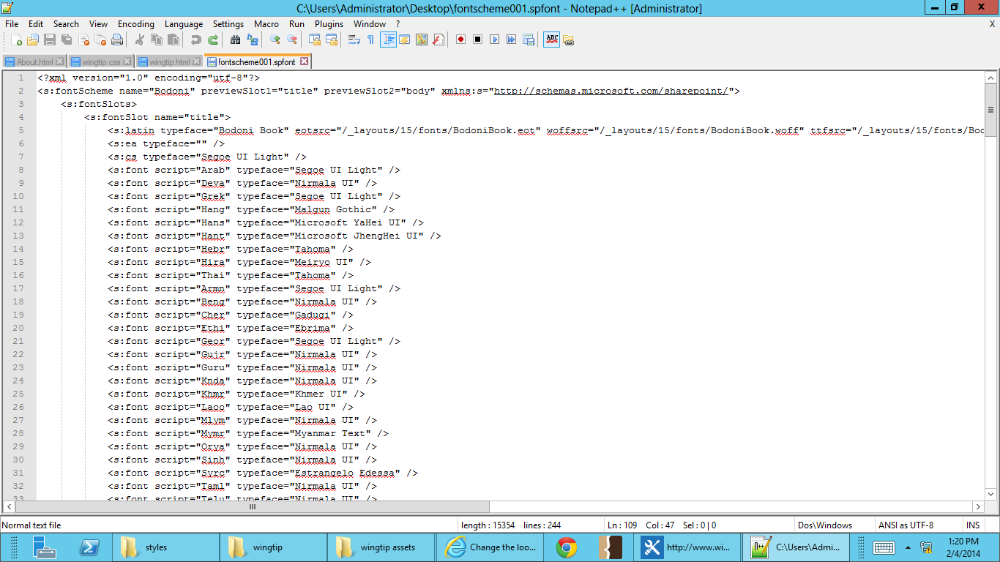 C:\Users\Administrator\Desktop\fontscheme001.spfont - Notepad++ [Administrator]
File Edit Search View Encoding Language Settings Macro Run Plugins Window ? X
About.html wingtip.css wingtip.html fontscheme001.spfont
1 <?xml version="1.0" encoding="utf-8"?>
2 <s:fontScheme name="Bodoni" previewSlot1="title" previewSlot2="body" xmlns:s="http://schemas.microsoft.com/sharepoint/">
3 <s:fontSlots>
4 <s:fontSlot name="title">
5 <s:latin typeface="Bodoni Book" eotsrc="/_layouts/15/fonts/BodoniBook.eot" woffsrc="/_layouts/15/fonts/BodoniBook.woff" ttfsrc="/_layouts/15/fonts/Boo
6 <s:ea typeface="" />
7 <s:cs typeface="Segoe UI Light" />
8 <s:font script="Arab" typeface="Segoe UI Light" />
9 <s:font script="Deva" typeface="Nirmala UI" />
10 <s:font script="Grek" typeface="Segoe UI Light" />
11 <s:font script="Hang" typeface="Malgun Gothic" />
12 <s:font script="Hans" typeface="Microsoft YaHei UI" />
13 <s:font script="Hant" typeface="Microsoft JhengHei UI" />
14 <s:font script="Hebr" typeface="Tahoma" />
15 <s:font script="Hira" typeface="Meiryo UI" />
16 <s:font script="Thai" typeface="Tahoma" />
17 <s:font script="Armn" typeface="Segoe UI Light" />
18 <s:font script="Beng" typeface="Nirmala UI" />
19 <s:font script="Cher" typeface="Gadugi" />
20 <s:font script="Ethi" typeface="Ebrima" />
21 <s:font script="Geor" typeface="Segoe UI Light" />
22 <s:font script="Gujr" typeface="Nirmala UI" />
23 <s:font script="Guru" typeface="Nirmala UI" />
24 <s:font script="Knda" typeface="Nirmala UI" />
25 <s:font script="Khmr" typeface="Khmer UI" />
26 <s:font script="Laoo" typeface="Lao UI" />
27 <s:font script="Mlym" typeface="Nirmala UI" />
28 <s:font script="Mymr" typeface="Myanmar Text" />
29 <s:font script="Orya" typeface="Nirmala UI" />
30 <s:font script="Sinh" typeface="Nirmala UI" />
31 <s:font script="Syrc" typeface="Estrangelo Edessa" />
32 <s:font script="Taml" typeface="Nirmala UI" />
33 <s:font script="Telu" typeface="Nirmala UI" />
Normal text file length : 15354 lines : 244 Ln : 109 Col : 47 Sel : 0 | 0 Dos\Windows ANSI as UTF-8 INS
styles wingtip wingtip assets Change the loo... http://www.wi... C:\Users\Admi... 1:20 PM
2/4/2014